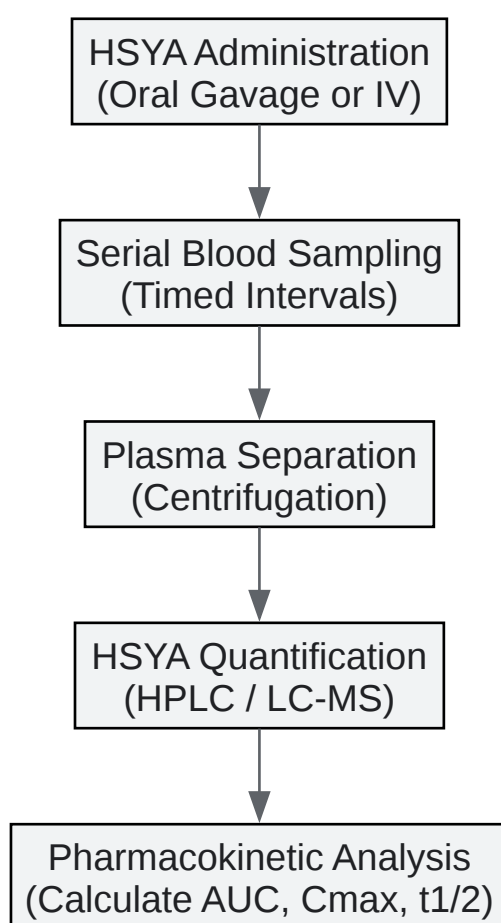 HSYA Administration
(Oral Gavage or IV)
Serial Blood Sampling
(Timed Intervals)
Plasma Separation
(Centrifugation)
HSYA Quantification
(HPLC / LC-MS)
Pharmacokinetic Analysis
(Calculate AUC, Cmax, t1/2)